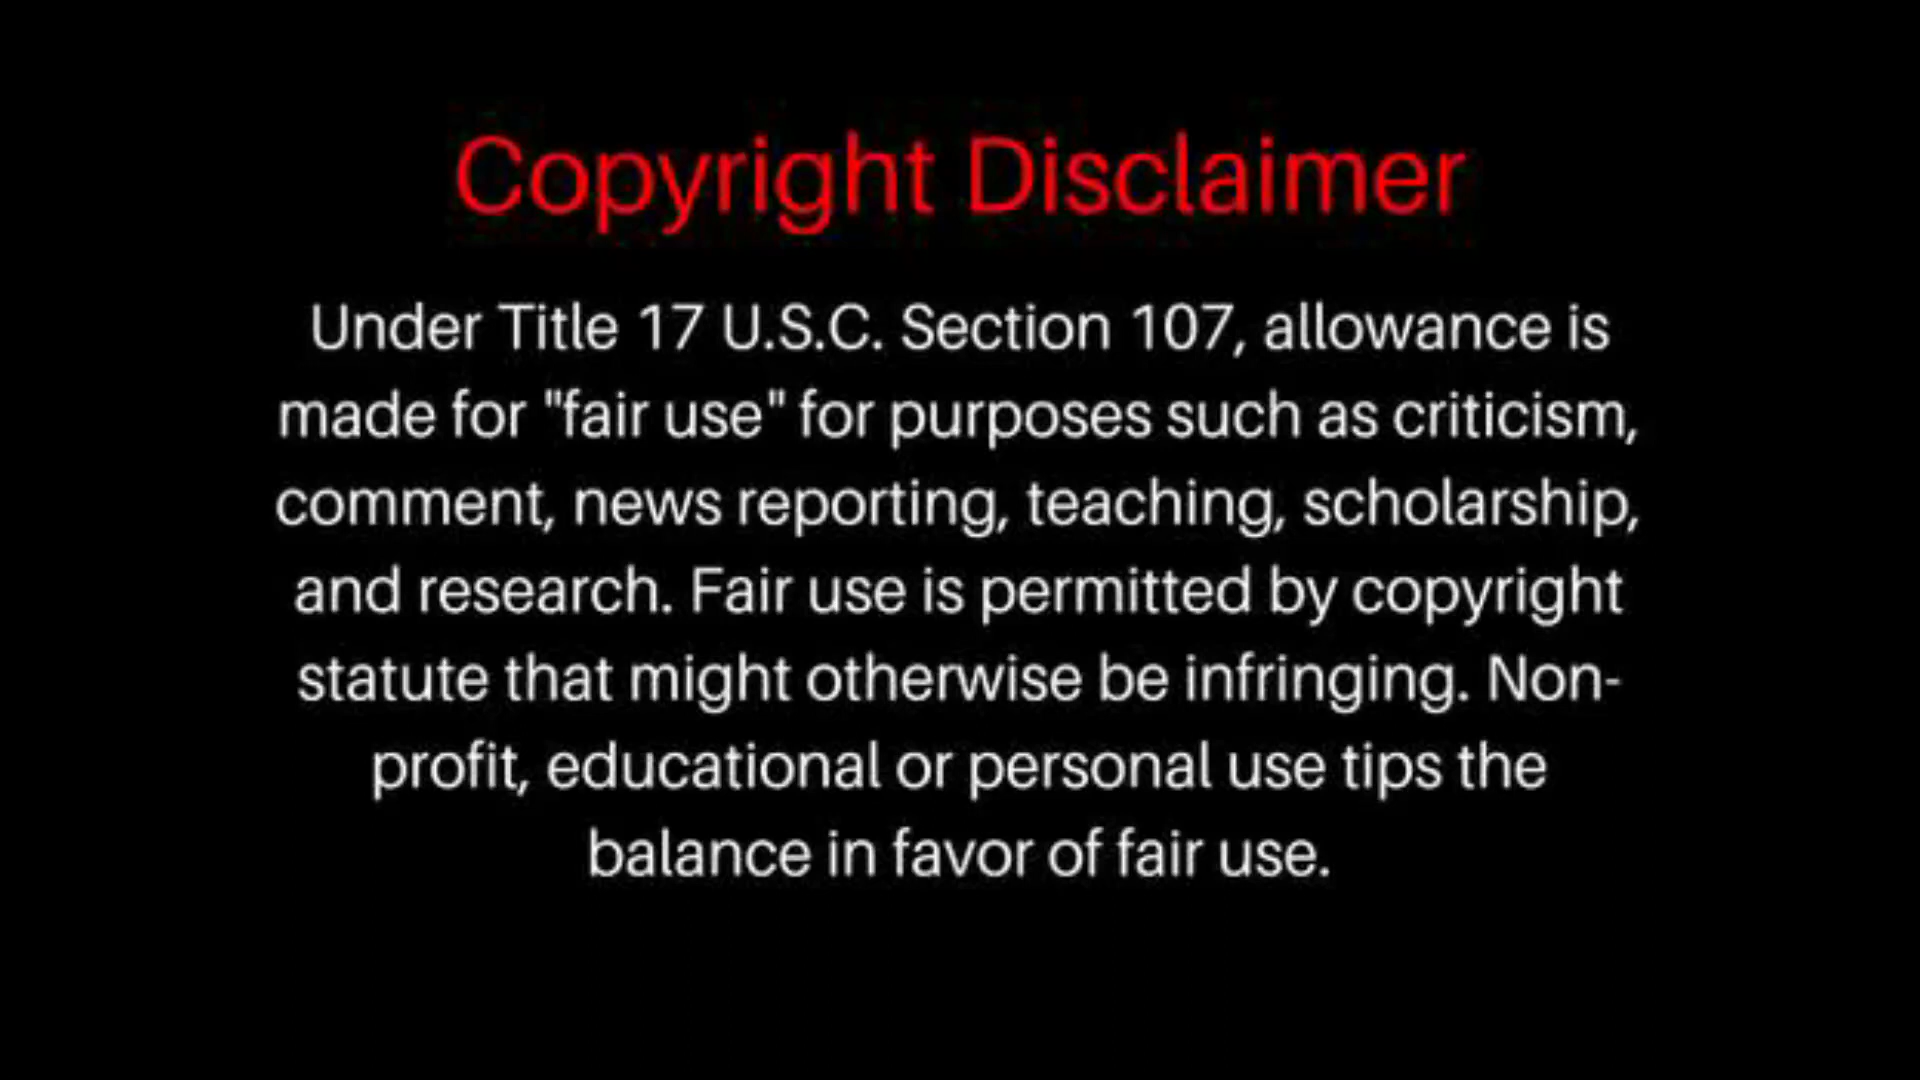 Copyright Disclaimer
Under Title 17 U.S.C. Section 107, allowance is
made for "fair use" for purposes such as criticism,
comment, news reporting, teaching, scholarship,
and research. Fair use is permitted by copyright
statute that might otherwise be infringing. Non-
profit, educational or personal use tips the
balance in favor of fair use.